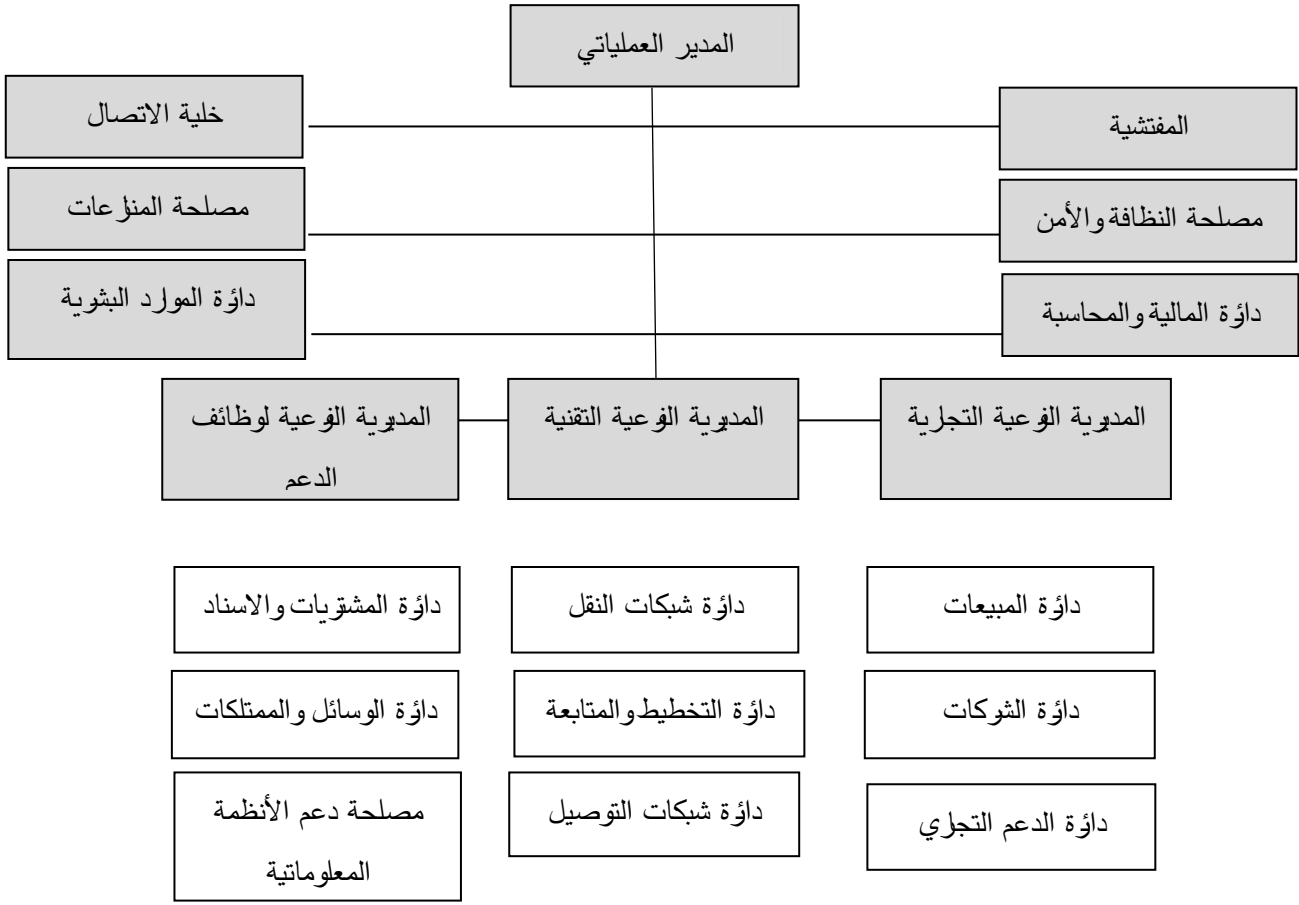 المدير العملياتي
المفتشية
خلية الاتصال
مصلحة النظافة والأمن
مصلحة المنازعات
دائرة المالية والمحاسبة
دائرة الموارد البشرية
المديرية الفرعية التجارية
المديرية الفرعية التقنية
المديرية الفرعية لوظائف
الدعم
دائرة المبيعات
دائرة شبكات النقل
دائرة المشتريات والاسناد
دائرة الشركات
دائرة التخطيط والمتابعة
دائرة الوسائل والممتلكات
دائرة الدعم التجاري
دائرة شبكات التوصيل
مصلحة دعم الأنظمة
المعلوماتية